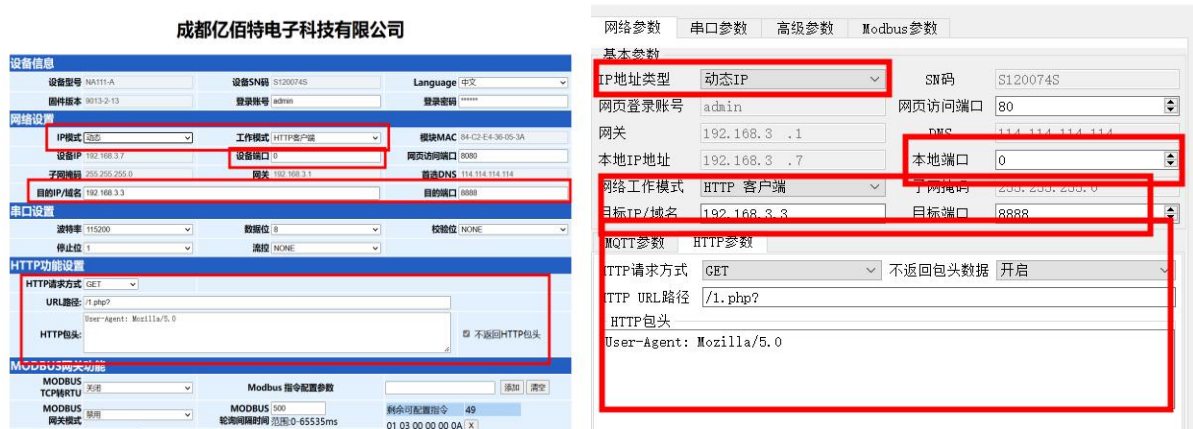 成都亿佰特电子科技有限公司
设备信息
设备型号 NA111-A 设备SN码 S120074S Language 中文
固件版本 9013-2-13 登录账号 admin 登录密码 ******
网络设置
IP模式 动态 工作模式 HTTP客户端 模块MAC 84-C2-E4-36-05-3A
设备IP 192.168.3.7 设备端口 0 网页访问端口 8080
子网掩码 255.255.255.0 网关 192.168.3.1 首选DNS 114.114.114.114
目的IP/域名 192.168.3.3 目的端口 8888
串口设置
波特率 115200 数据位 8 校验位 NONE
停止位 1 流控 NONE
HTTP功能设置
HTTP请求方式 GET
URL路径: /1.php?
HTTP包头: User-Agent: Mozilla/5.0 不返回HTTP包头
MODBUS网关功能
MODBUS TCP转RTU 关闭 Modbus 指令配置参数 添加 清空
MODBUS 网关模式 禁用 MODBUS 轮询间隔时间 500 范围:0-65535ms 剩余可配置指令 49
01 03 00 00 00 0A X
网络参数 串口参数 高级参数 Modbus参数
基本参数
IP地址类型 动态IP SN码 S120074S
网页登录账号 admin 网页访问端口 80
网关 192.168.3 .1 DNS 114.114.114.114
本地IP地址 192.168.3 .7 本地端口 0
网络工作模式 HTTP 客户端 子网掩码 255.255.255.0
目标IP/域名 192.168.3.3 目标端口 8888
MQTT参数 HTTP参数
HTTP请求方式 GET 不返回包头数据 开启
HTTP URL路径 /1.php?
HTTP包头
User-Agent: Mozilla/5.0